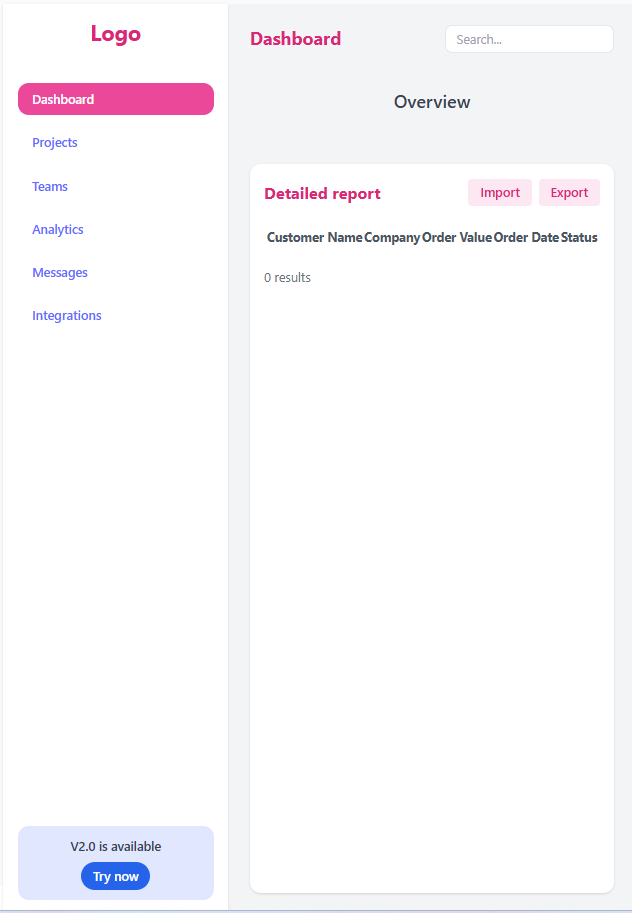 Logo
Dashboard
Projects
Teams
Analytics
Messages
Integrations
V2.0 is available
Try now
Dashboard
Search...
Overview
Detailed report
Import
Export
Customer Name Company Order Value Order Date Status
0 results